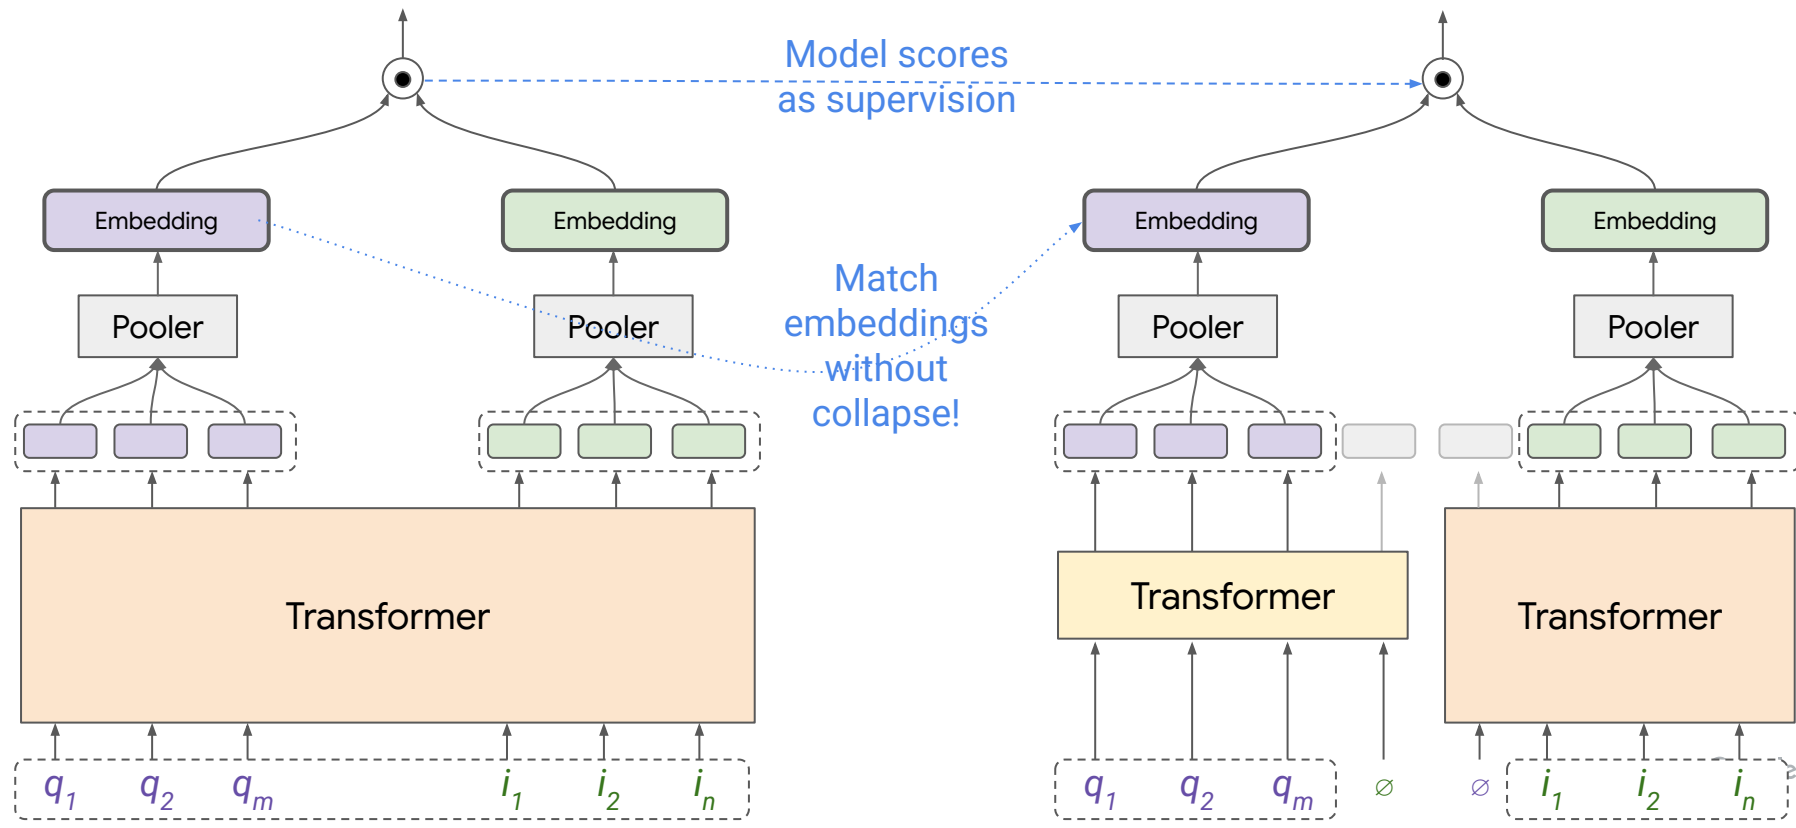 Model scores
as supervision
Embedding
Embedding
Embedding
Embedding
Match
embeddings
without
collapse!
Pooler
Pooler
Pooler
Pooler
Transformer
Transformer
Transformer
q1 q2 qm i1 i2 in
q1 q2 qm ∅ ∅ i1 i2 in